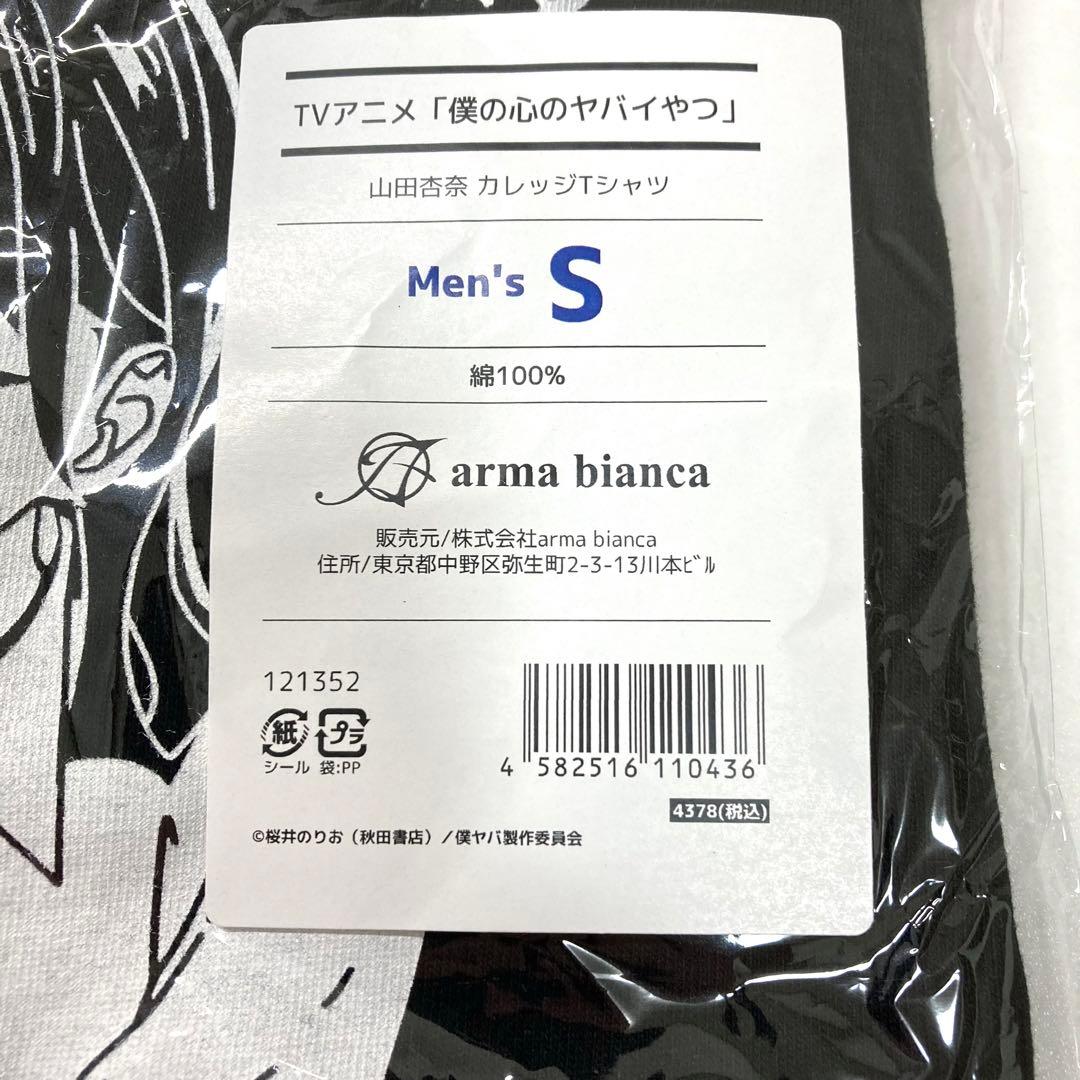 TVアニメ「僕の心のヤバイやつ」
山田杏奈 カレッジTシャツ
Men's S
綿100%
arma bianca
販売元/株式会社arma bianca
住所/東京都中野区弥生町2-3-13川本ﾋﾞﾙ
121352
紙 プラ
シール 袋:PP
4 582516 110436
4378(税込)
©桜井のりお（秋田書店）/僕ヤバ製作委員会